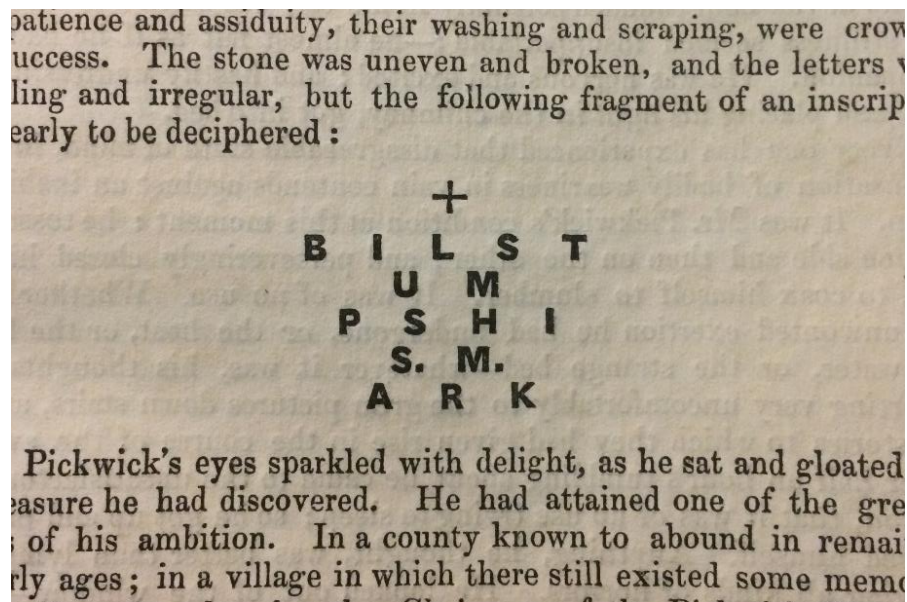 patience and assiduity, their washing and scraping, were crow
uccess. The stone was uneven and broken, and the letters
ling and irregular, but the following fragment of an inscrip
early to be deciphered :
+
B I L S T
U M
P S H I
S. M.
A R K
Pickwick's eyes sparkled with delight, as he sat and gloated
easure he had discovered. He had attained one of the gre
of his ambition. In a county known to abound in remai
rly ages ; in a village in which there still existed some memo